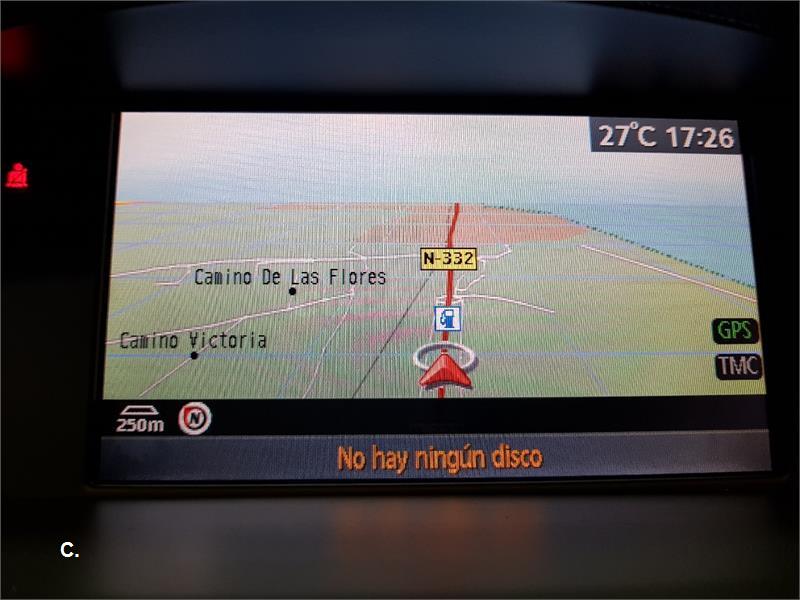 27°C 17:26
N-332
Camino De Las Flores
Camino Victoria
GPS
TMC
250m
N
No hay ningún disco
C.